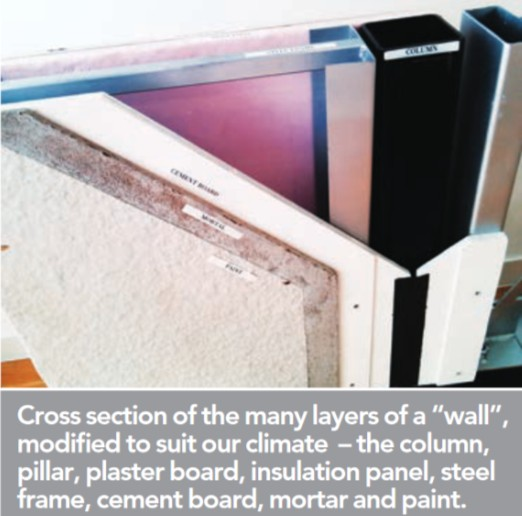 COLUMN
CEMENT BOARD
MORTAR
PAINT
Cross section of the many layers of a "wall",
modified to suit our climate – the column,
pillar, plaster board, insulation panel, steel
frame, cement board, mortar and paint.